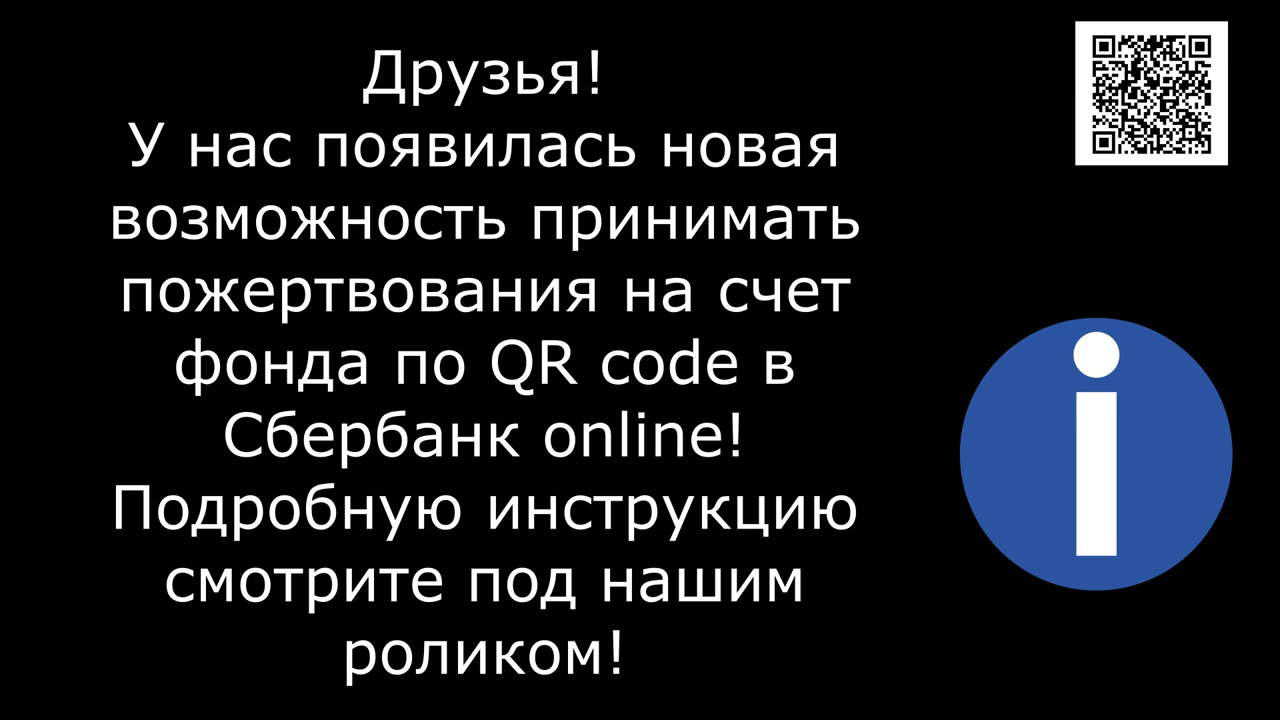 Друзья!
У нас появилась новая
возможность принимать
пожертвования на счет
фонда по QR code в
Сбербанк online!
Подробную инструкцию
смотрите под нашим
роликом!
i